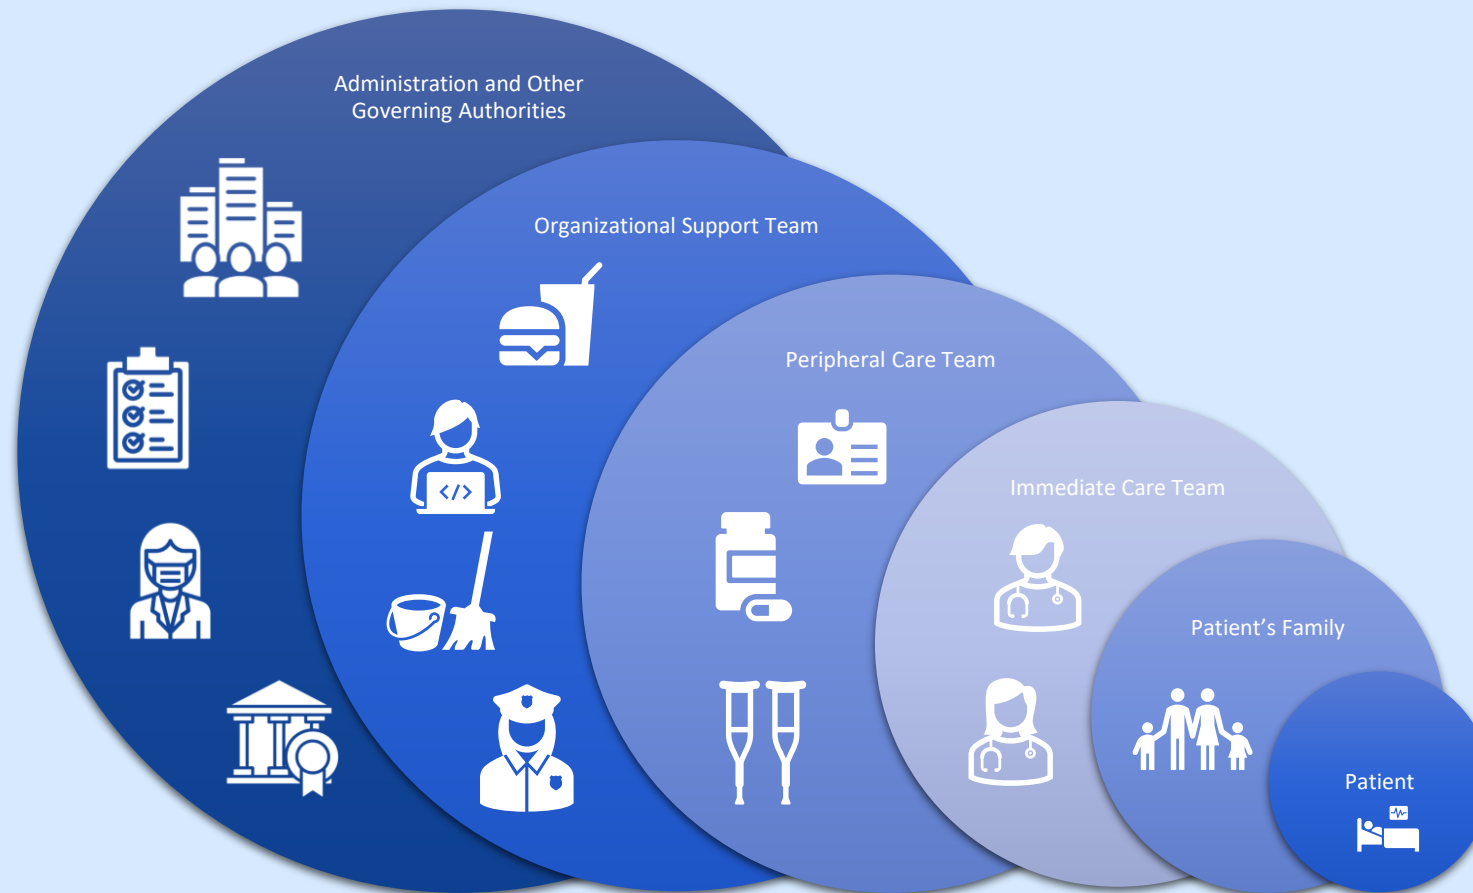 Administration and Other
Governing Authorities
Organizational Support Team
Peripheral Care Team
Immediate Care Team
Patient’s Family
Patient
</>